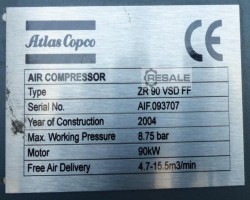 Atlas Copco
CE
RESALE
AIR COMPRESSOR
Type ZR 90 VSD FF
Serial No. AIF.093707
Year of Construction 2004
Max. Working Pressure 8.75 bar
Motor 90kW
Free Air Delivery 4.7-15.5m3/min